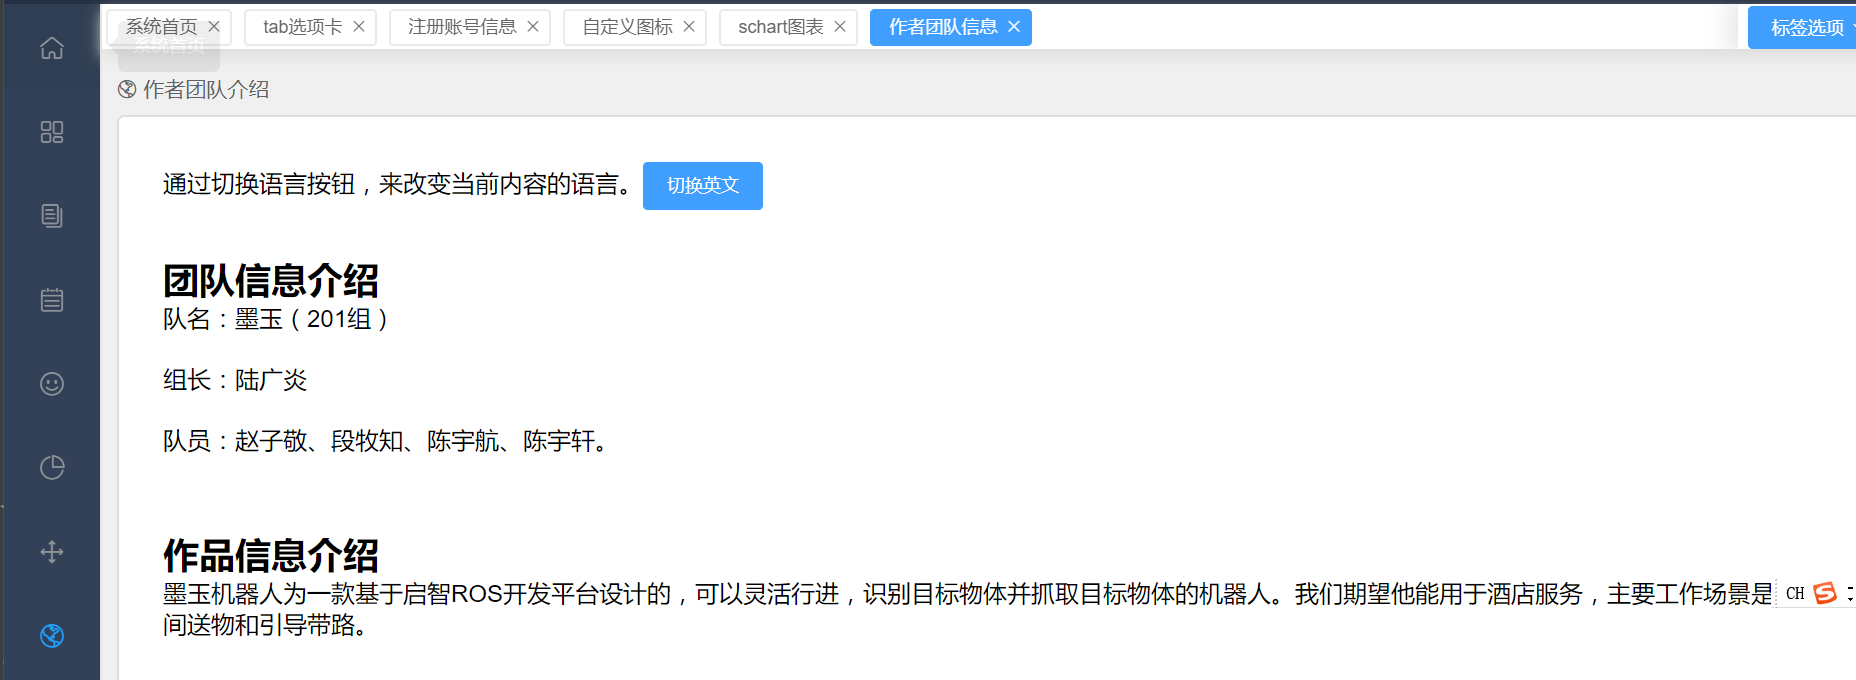 系统首页 tab选项卡 注册账号信息 自定义图标 schart图表 作者团队信息 标签选项
系统首页
作者团队介绍
通过切换语言按钮，来改变当前内容的语言。 切换英文
团队信息介绍
队名：墨玉（201组）
组长：陆广炎
队员：赵子敬、段牧知、陈宇航、陈宇轩。
作品信息介绍
墨玉机器人为一款基于启智ROS开发平台设计的，可以灵活行进，识别目标物体并抓取目标物体的机器人。我们期望他能用于酒店服务，主要工作场景是
CH
间送物和引导带路。